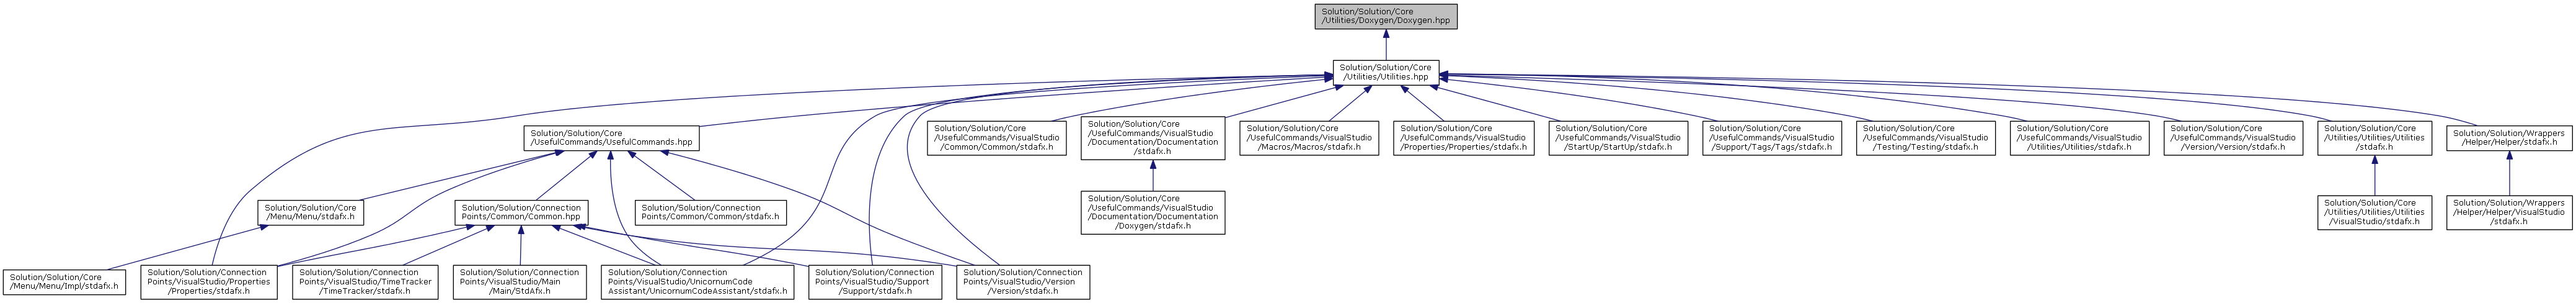 Solution/Solution/Core
/Utilities/Doxygen/Doxygen.hpp
Solution/Solution/Core
/Utilities/Utilities.hpp
Solution/Solution/Core
/UsefulCommands/UsefulCommands.hpp
Solution/Solution/Core
/UsefulCommands/VisualStudio
/Common/Common/stdafx.h
Solution/Solution/Core
/UsefulCommands/VisualStudio
/Documentation/Documentation
/stdafx.h
Solution/Solution/Core
/UsefulCommands/VisualStudio
/Macros/Macros/stdafx.h
Solution/Solution/Core
/UsefulCommands/VisualStudio
/Properties/Properties/stdafx.h
Solution/Solution/Core
/UsefulCommands/VisualStudio
/StartUp/StartUp/stdafx.h
Solution/Solution/Core
/UsefulCommands/VisualStudio
/Support/Tags/Tags/stdafx.h
Solution/Solution/Core
/UsefulCommands/VisualStudio
/Testing/Testing/stdafx.h
Solution/Solution/Core
/UsefulCommands/VisualStudio
/Utilities/Utilities/stdafx.h
Solution/Solution/Core
/UsefulCommands/VisualStudio
/Version/Version/stdafx.h
Solution/Solution/Core
/Utilities/Utilities/Utilities
/stdafx.h
Solution/Solution/Wrappers
/Helper/Helper/stdafx.h
Solution/Solution/Core
/Menu/Menu/stdafx.h
Solution/Solution/Connection
Points/Common/Common.hpp
Solution/Solution/Connection
Points/Common/Common/stdafx.h
Solution/Solution/Core
/UsefulCommands/VisualStudio
/Documentation/Documentation
/Doxygen/stdafx.h
Solution/Solution/Core
/Utilities/Utilities/Utilities
/VisualStudio/stdafx.h
Solution/Solution/Wrappers
/Helper/Helper/VisualStudio
/stdafx.h
Solution/Solution/Core
/Menu/Menu/Impl/stdafx.h
Solution/Solution/Connection
Points/VisualStudio/Properties
/Properties/stdafx.h
Solution/Solution/Connection
Points/VisualStudio/TimeTracker
/TimeTracker/stdafx.h
Solution/Solution/Connection
Points/VisualStudio/Main
/Main/StdAfx.h
Solution/Solution/Connection
Points/VisualStudio/UnicornumCode
Assistant/UnicornumCodeAssistant/stdafx.h
Solution/Solution/Connection
Points/VisualStudio/Support
/Support/stdafx.h
Solution/Solution/Connection
Points/VisualStudio/Version
/Version/stdafx.h